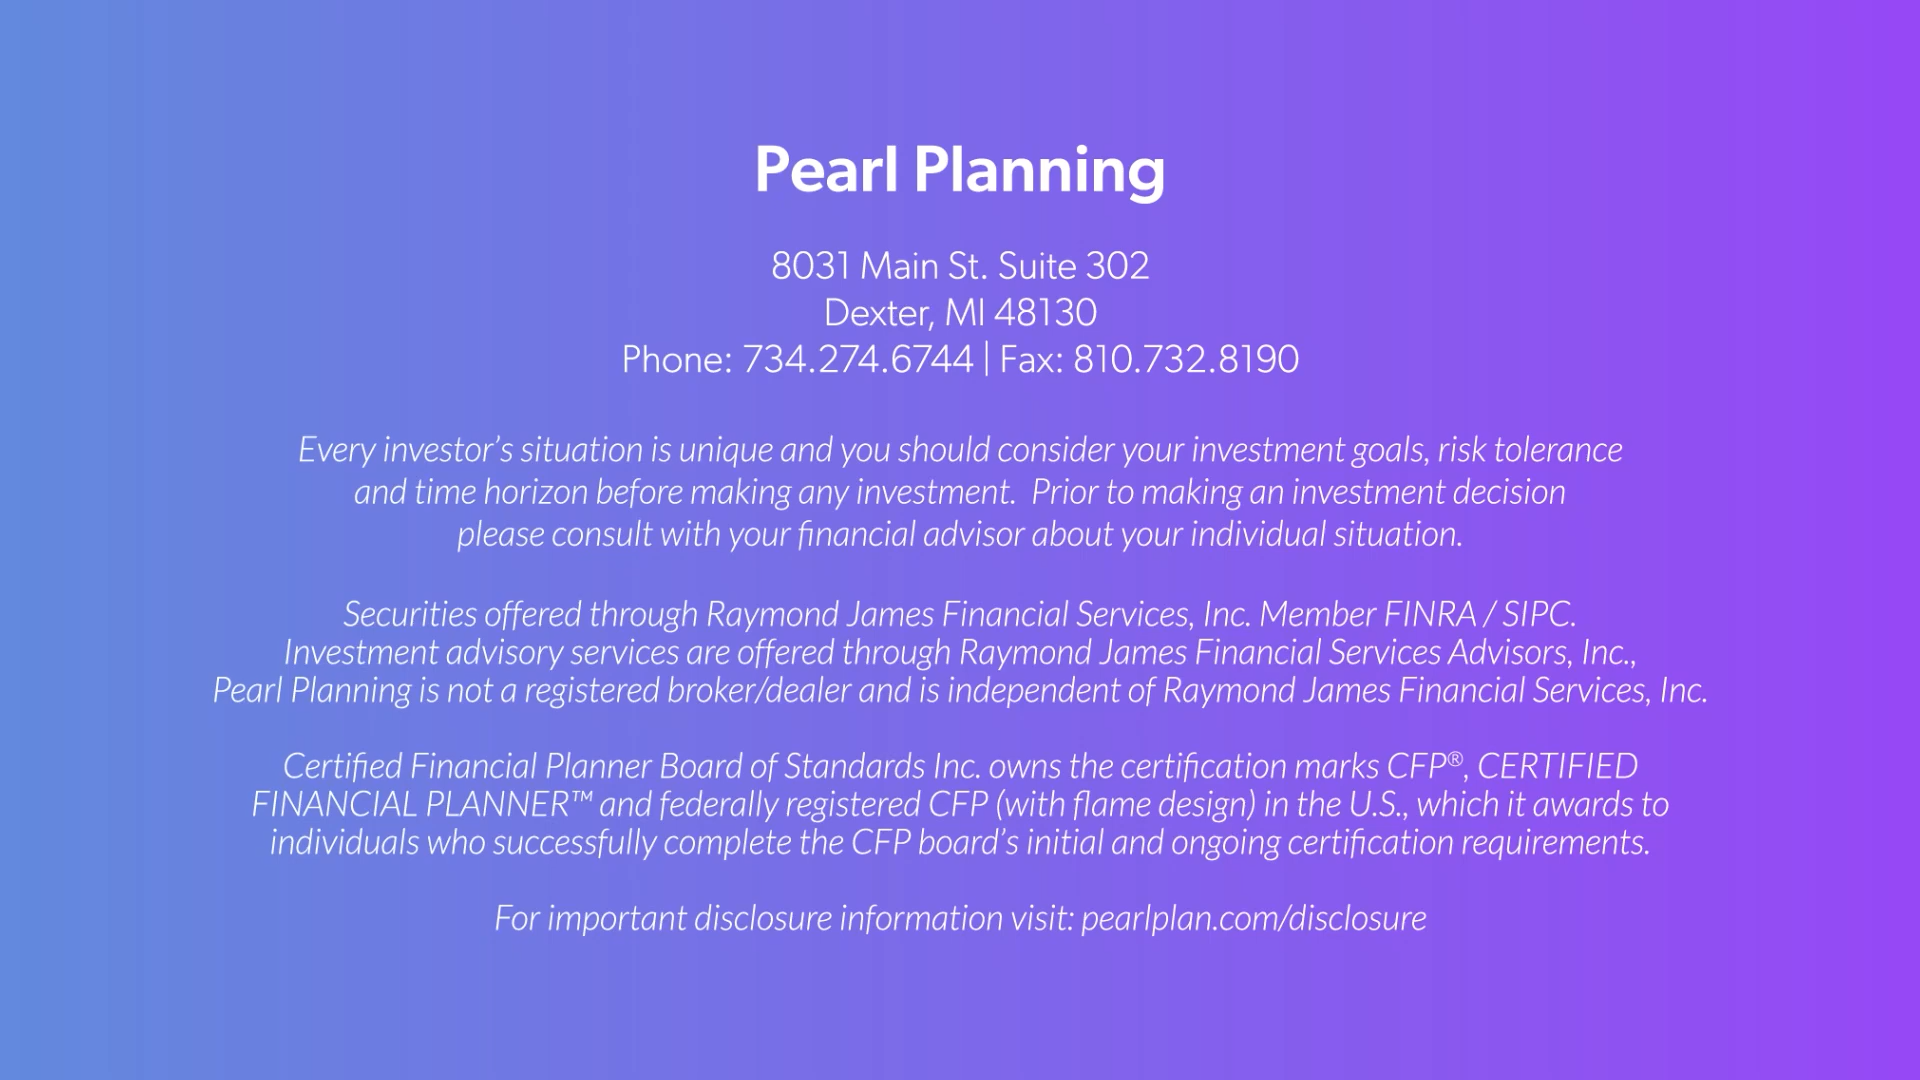 Pearl Planning
8031 Main St. Suite 302
Dexter, MI 48130
Phone: 734.274.6744 | Fax: 810.732.8190
Every investor’s situation is unique and you should consider your investment goals, risk tolerance
and time horizon before making any investment.  Prior to making an investment decision
please consult with your financial advisor about your individual situation.
Securities offered through Raymond James Financial Services, Inc. Member FINRA / SIPC.
Investment advisory services are offered through Raymond James Financial Services Advisors, Inc.,
Pearl Planning is not a registered broker/dealer and is independent of Raymond James Financial Services, Inc.
Certified Financial Planner Board of Standards Inc. owns the certification marks CFP®, CERTIFIED
FINANCIAL PLANNER™ and federally registered CFP (with flame design) in the U.S., which it awards to
individuals who successfully complete the CFP board’s initial and ongoing certification requirements.
For important disclosure information visit: pearlplan.com/disclosure